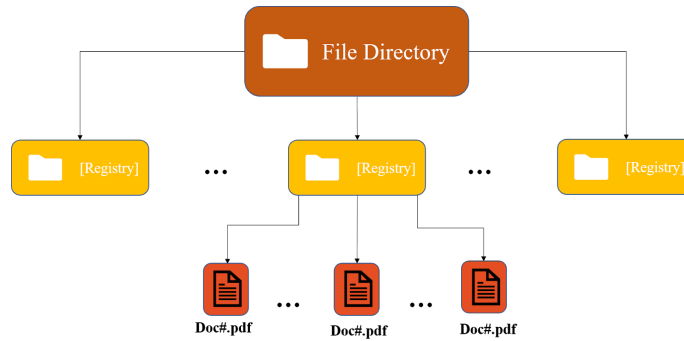 File Directory
[Registry]
...
[Registry]
...
[Registry]
...
...
Doc#.pdf
Doc#.pdf
Doc#.pdf